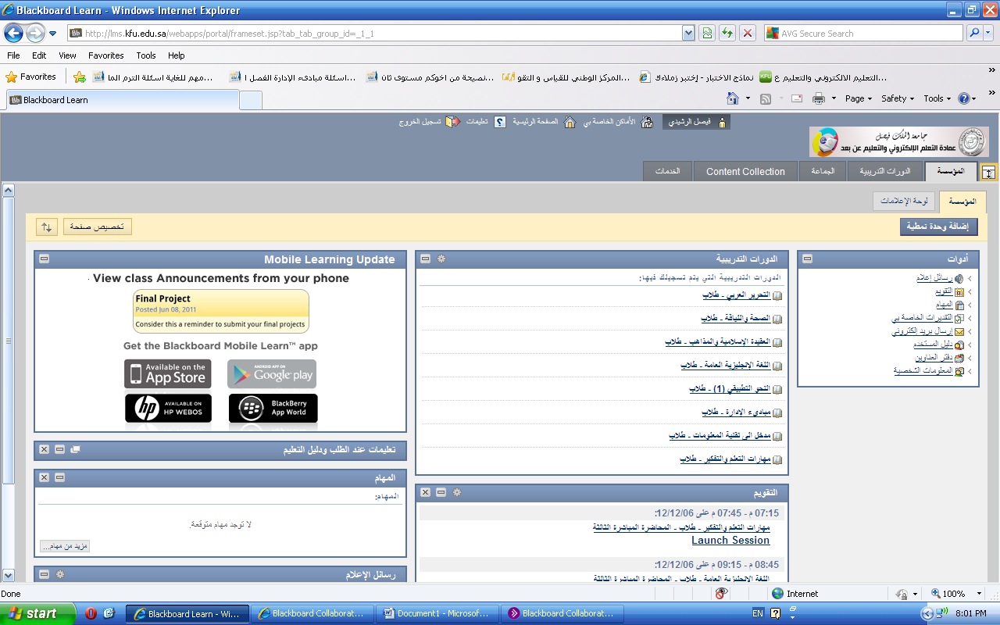 Blackboard Learn - Windows Internet Explorer
http://lms.kfu.edu.sa/webapps/portal/frameset.jsp?tab_tab_group_id=_1_1
AVG Secure Search
File Edit View Favorites Tools Help
Favorites
مهم للغاية اسئلة الترم الما...
اسئلة مبادىء الإدارة الفصل ا...
نصيحة من اخوكم مستوى ثان...
المركز الوطني للقياس و التقو...
نماذج الاختبار - إختبر زملاءك
KFU
التعليم الالكتروني والتعليم ع...
Blackboard Learn
Page Safety Tools
فيصل الرشيدي
الأماكن الخاصة بي
الصفحة الرئيسية
تعليمات
تسجيل الخروج
جامعة الملك فيصل
عمادة التعلم الإلكتروني والتعليم عن بعد
المؤسسة
الدورات التدريبية
الجماعة
Content Collection
الخدمات
المؤسسة
لوحة الإعلامات
إضافة وحدة نمطية
تخصيص صفحة
أدوات
رسائل إعلام
التقويم
المهام
التقديرات الخاصة بي
إرسال بريد إلكتروني
دليل المستخدم
دفتر العناوين
المعلومات الشخصية
الدورات التدريبية
الدورات التدريبية التي يتم تسجيلك فيها:
التحرير العربي - طلاب
الصحة واللياقة - طلاب
العقيدة الإسلامية والمذاهب - طلاب
اللغة الإنجليزية العامة - طلاب
النحو التطبيقي (1) - طلاب
مبادىء الإدارة - طلاب
مدخل الى تقنية المعلومات - طلاب
مهارات التعلم والتفكير - طلاب
التقويم
07:15 م - 07:45 م على 12/12/06:
مهارات التعلم والتفكير - طلاب - المحاضرة المباشرة الثالثة
Launch Session
08:45 م - 09:15 م على 12/12/06:
اللغة الإنجليزية العامة - طلاب - المحاضرة المباشرة الثالثة
Mobile Learning Update
View class Announcements from your phone
Final Project
Posted Jun 08, 2011
Consider this a reminder to submit your final projects
Get the Blackboard Mobile Learn™ app
Available on the
App Store
ANDROID APP ON
Google play
hp
AVAILABLE ON
HP WEBOS
BlackBerry
App World
تعليمات عند الطلب ودليل التعليم
المهام
المهام:
لا توجد مهام متوقعة.
مزيد من مهام...
رسائل الإعلام
Done
Internet
100%
start
Blackboard Learn - Wi...
Blackboard Collaborat...
Document1 - Microsof...
Blackboard Collaborat...
EN
8:01 PM